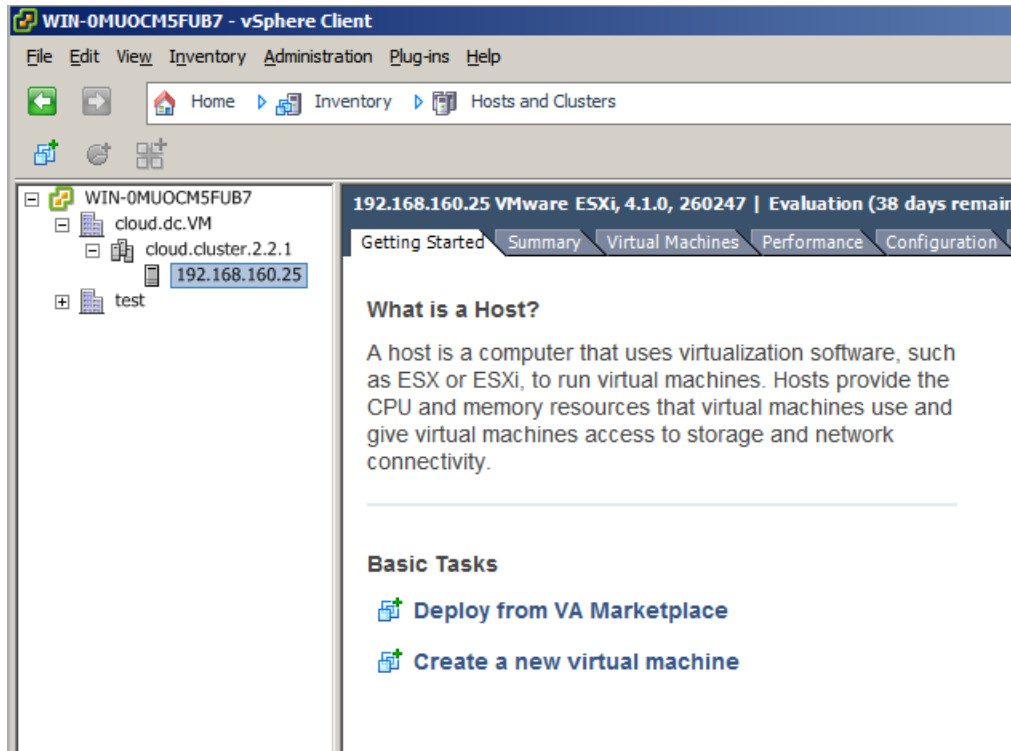 WIN-0MUOCM5FUB7 - vSphere Client
File Edit View Inventory Administration Plug-ins Help
Home Inventory Hosts and Clusters
WIN-0MUOCM5FUB7
cloud.dc.VM
cloud.cluster.2.2.1
192.168.160.25
test
192.168.160.25 VMware ESXi, 4.1.0, 260247 | Evaluation (38 days remain
Getting Started Summary Virtual Machines Performance Configuration
What is a Host?
A host is a computer that uses virtualization software, such
as ESX or ESXi, to run virtual machines. Hosts provide the
CPU and memory resources that virtual machines use and
give virtual machines access to storage and network
connectivity.
Basic Tasks
Deploy from VA Marketplace
Create a new virtual machine